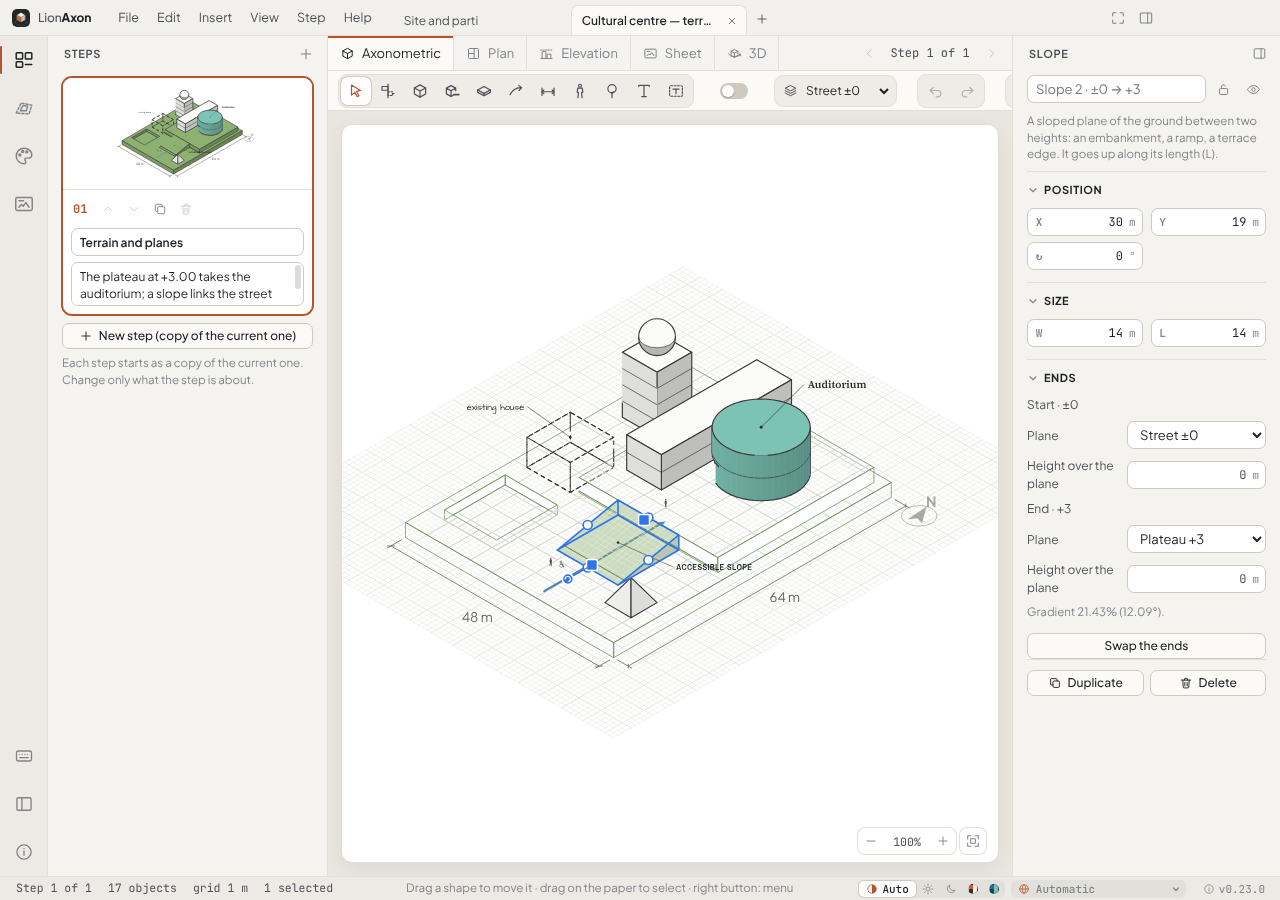 LionAxon
File
Edit
Insert
View
Step
Help
Site and parti
Cultural centre — terr...
STEPS
Axonometric
Plan
Elevation
Sheet
3D
Step 1 of 1
SLOPE
Street ±0
Slope 2 · ±0 → +3
A sloped plane of the ground between two
heights: an embankment, a ramp, a terrace
edge. It goes up along its length (L).
01
Terrain and planes
The plateau at +3.00 takes the
auditorium; a slope links the street
New step (copy of the current one)
Each step starts as a copy of the current one.
Change only what the step is about.
existing house
Auditorium
N
ACCESSIBLE SLOPE
48 m
64 m
POSITION
X 30 m
Y 19 m
↻ 0 °
SIZE
W 14 m
L 14 m
ENDS
Start · ±0
Plane
Street ±0
Height over the
plane
0 m
End · +3
Plane
Plateau +3
Height over the
plane
0 m
Gradient 21.43% (12.09°).
Swap the ends
Duplicate
Delete
100%
Step 1 of 1
17 objects
grid 1 m
1 selected
Drag a shape to move it · drag on the paper to select · right button: menu
Auto
Automatic
v0.23.0